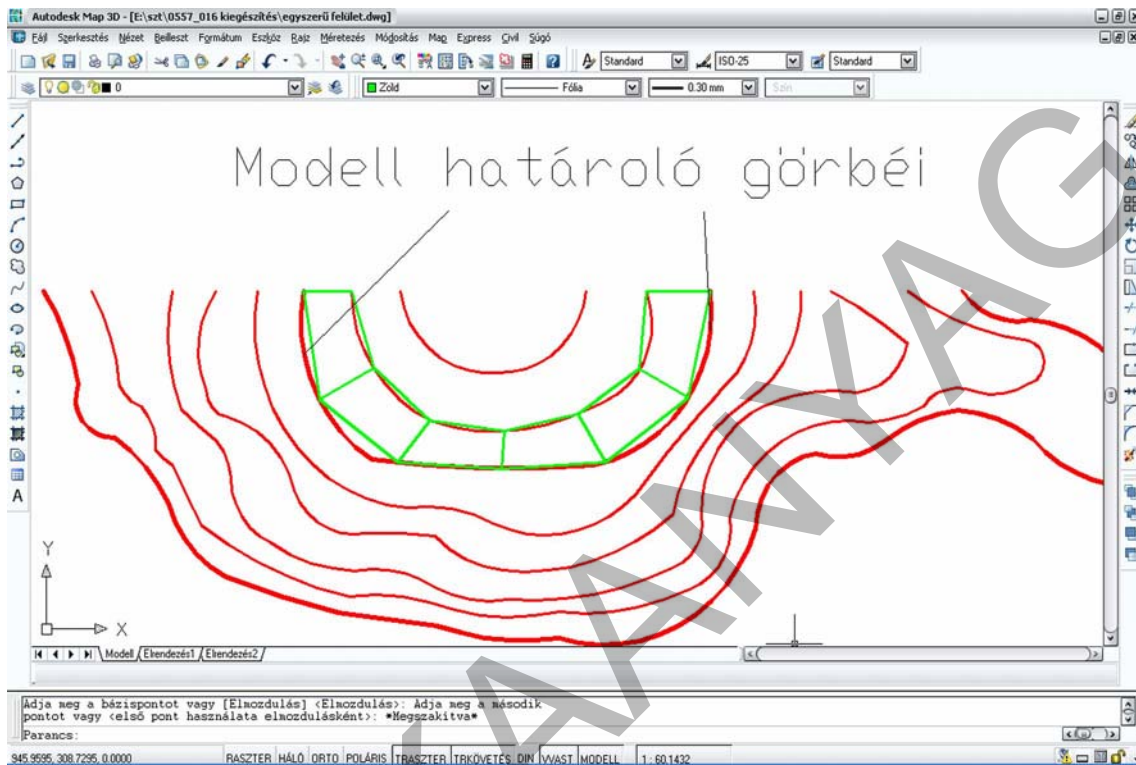 Autodesk Map 3D - [E:\szt\0557_016 kiegészítés\egyszerű felület.dwg]
Fájl Szerkesztés Nézet Beilleszt Formátum Eszköz Rajz Méretezés Módosítás Map Express Civil Súgó
Standard ISO-25 Standard
0 Zöld Fólia 0.30 mm Szín
Modell határoló görbéi
A
Y
X
Modell Elrendezés1 Elrendezés2
Adja meg a bázispontot vagy [Elmozdulás] <Elmozdulás>: Adja meg a második
pontot vagy <első pont használata elmozdulásként>: *Megszakítva*
Parancs:
945.9595, 308.7295, 0.0000 RASZTER HÁLÓ ORTO POLÁRIS TRASZTER TRKÖVETÉS DIN VVAST MODELL 1 : 60.1432
KAANYAG